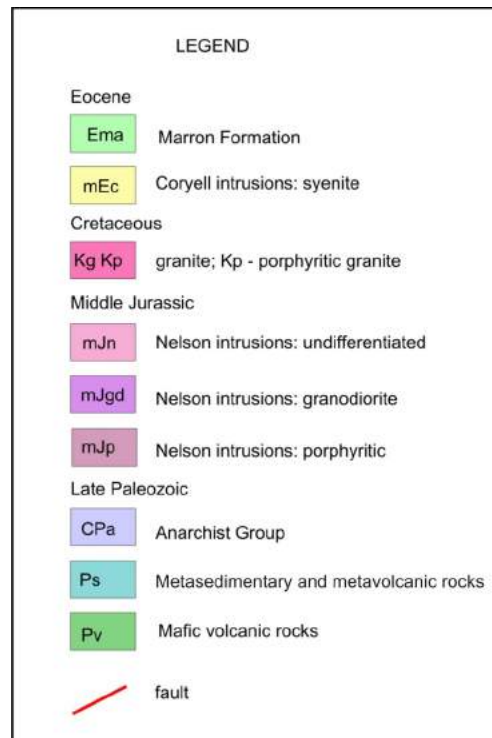 LEGEND
Eocene
Ema Marron Formation
mEc Coryell intrusions: syenite
Cretaceous
Kg Kp granite; Kp - porphyritic granite
Middle Jurassic
mJn Nelson intrusions: undifferentiated
mJgd Nelson intrusions: granodiorite
mJp Nelson intrusions: porphyritic
Late Paleozoic
CPa Anarchist Group
Ps Metasedimentary and metavolcanic rocks
Pv Mafic volcanic rocks
fault